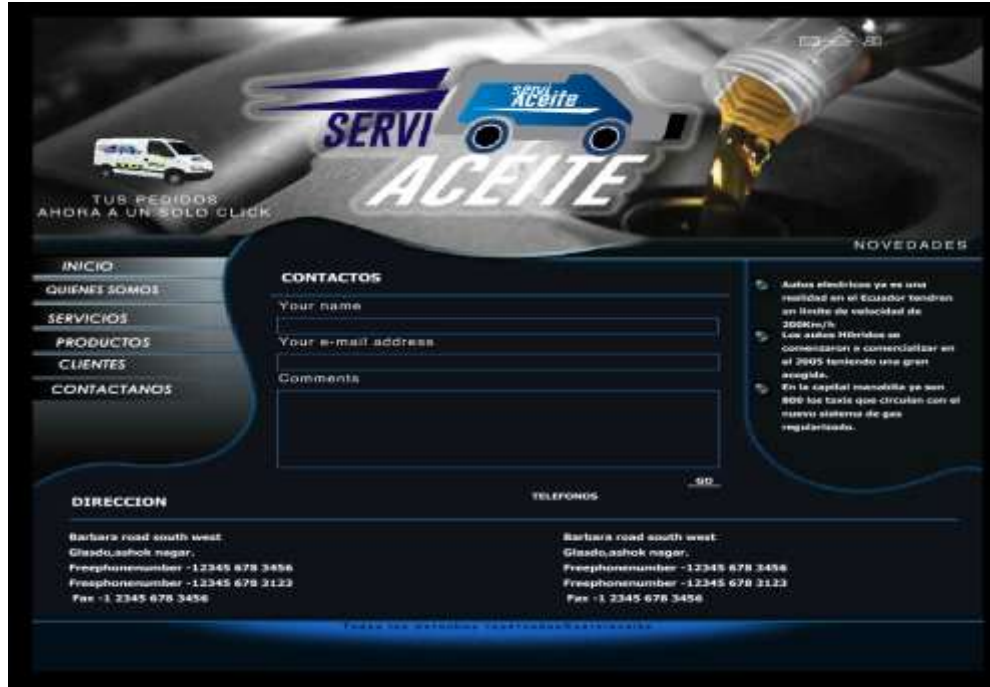 servi
Aceite
SERVI
ACEITE
TUS PEDIDOS
AHORA A UN SOLO CLICK
NOVEDADES
INICIO
QUIENES SOMOS
SERVICIOS
PRODUCTOS
CLIENTES
CONTACTANOS
CONTACTOS
Your name
Your e-mail address
Comments
GO
Autos electricos ya es una
realidad en el Ecuador tendran
un limite de velocidad de
200Km/h
Los autos Hibridos se
comenzaron a comercializar en
el 2005 teniendo una gran
acogida.
En la capital manabita ya son
800 los taxis que circulan con el
nuevo sistema de gas
regularizado.
DIRECCION
TELEFONOS
Barbara road south west
Glasdo,ashok nagar.
Freephonenumber -12345 678 3456
Freephonenumber -12345 678 3123
Fax -1 2345 678 3456
Barbara road south west
Glasdo,ashok nagar.
Freephonenumber -12345 678 3456
Freephonenumber -12345 678 3123
Fax -1 2345 678 3456
Todos los derechos